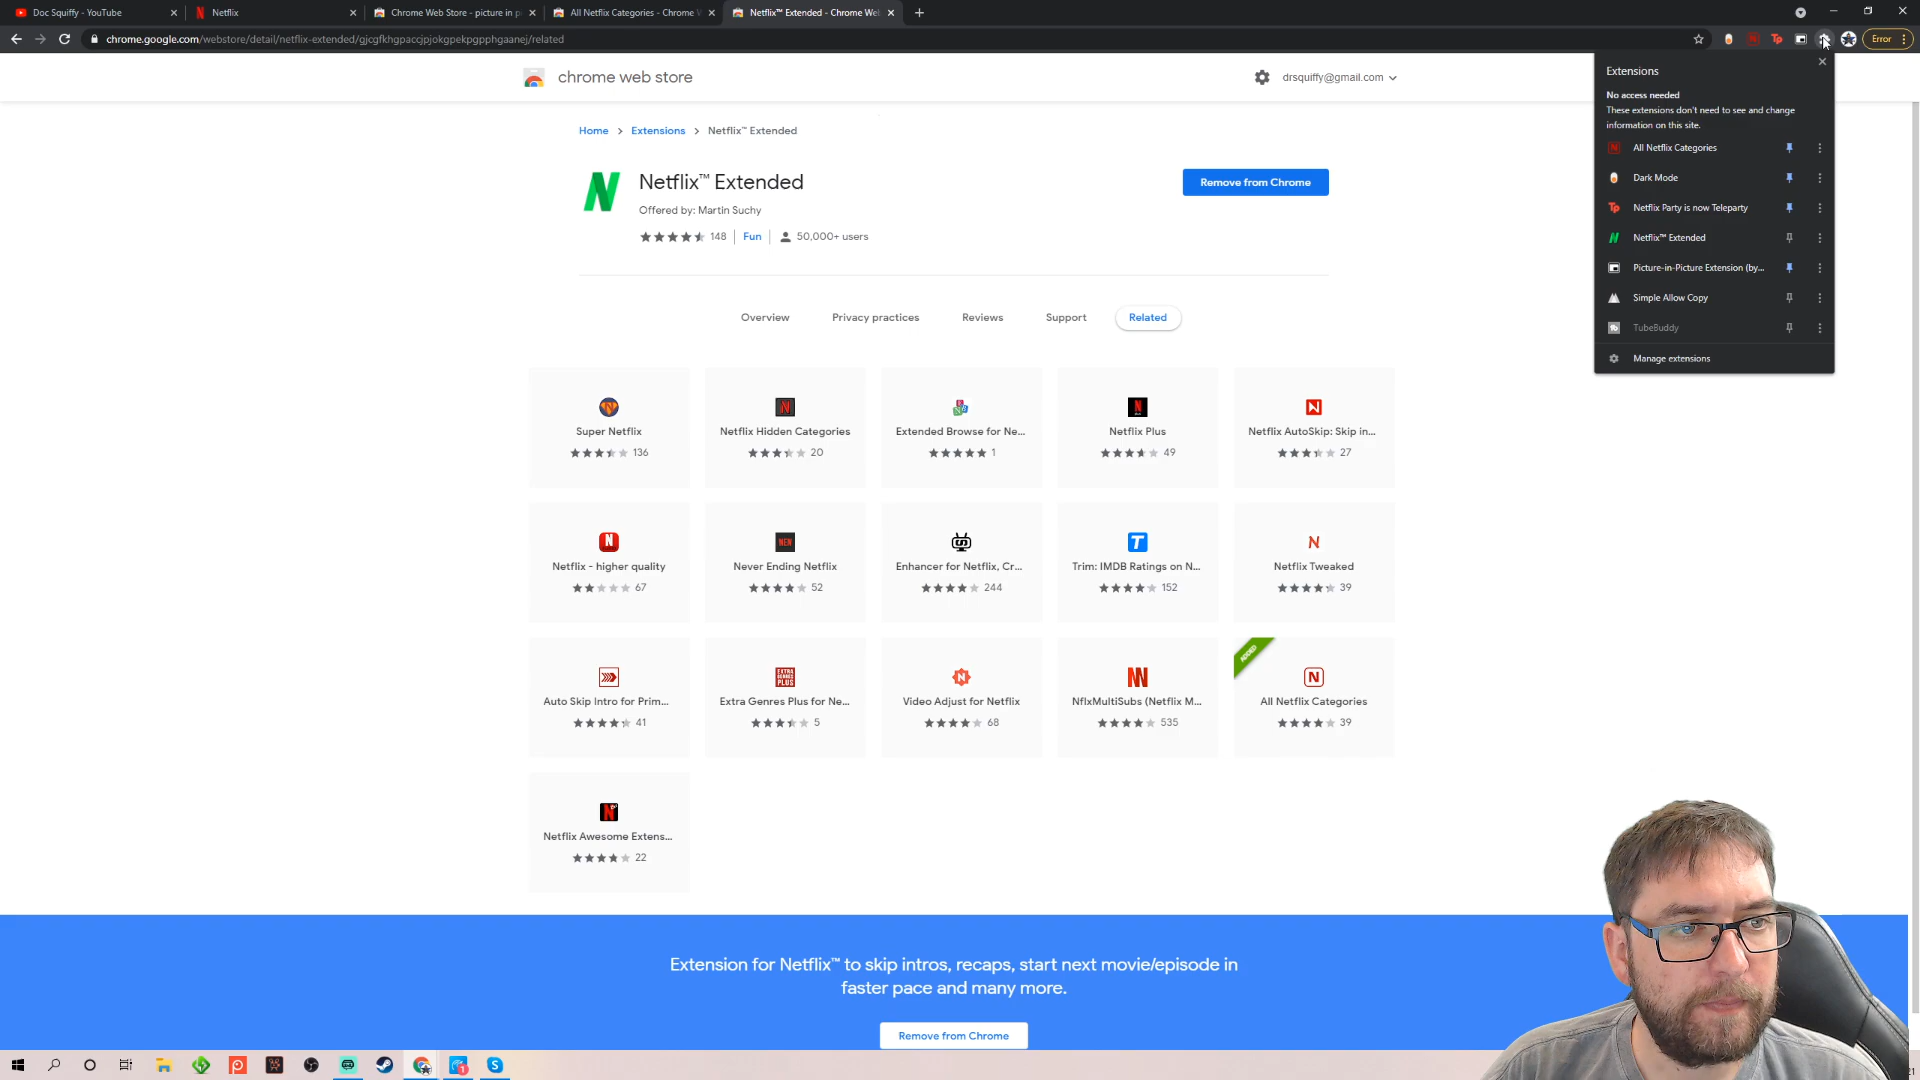 Doc Squiffy - YouTube
Netflix
Chrome Web Store - picture in p
All Netflix Categories - Chrome W
Netflix™ Extended - Chrome We
chrome.google.com/webstore/detail/netflix-extended/gjcgfkhgpaccjpjokgpekpgpphgaanej/related
Error
chrome web store
drsquiffy@gmail.com
Extensions
No access needed
These extensions don't need to see and change
information on this site.
All Netflix Categories
Dark Mode
Netflix Party is now Teleparty
Netflix™ Extended
Picture-in-Picture Extension (by...
Simple Allow Copy
TubeBuddy
Manage extensions
Home > Extensions > Netflix™ Extended
Netflix™ Extended
Remove from Chrome
Offered by: Martin Suchy
148 Fun 50,000+ users
Overview
Privacy practices
Reviews
Support
Related
Super Netflix
136
Netflix Hidden Categories
20
Extended Browse for Ne...
1
Netflix Plus
49
Netflix AutoSkip: Skip in...
27
Netflix - higher quality
67
Never Ending Netflix
52
Enhancer for Netflix, Cr...
244
Trim: IMDB Ratings on N...
152
Netflix Tweaked
39
Auto Skip Intro for Prim...
41
Extra Genres Plus for Ne...
5
Video Adjust for Netflix
68
NflxMultiSubs (Netflix M...
535
ADDED
All Netflix Categories
39
Netflix Awesome Extens...
22
Extension for Netflix™ to skip intros, recaps, start next movie/episode in
faster pace and many more.
Remove from Chrome